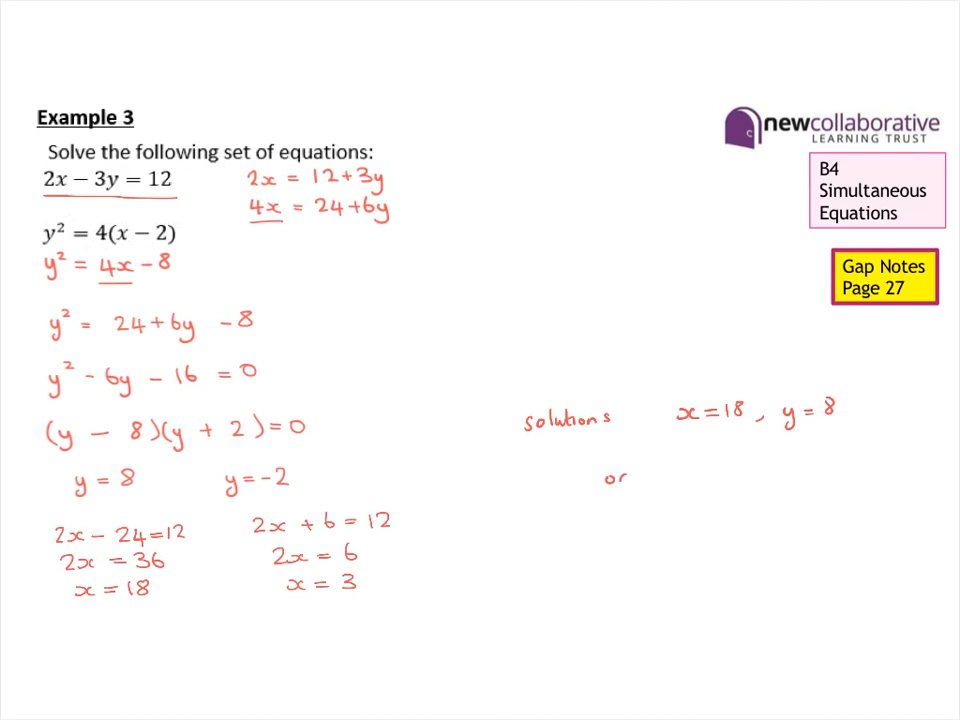 Example 3
Solve the following set of equations:
2x − 3y = 12
2x = 12+3y
4x = 24+6y
y² = 4(x − 2)
y² = 4x − 8
y² = 24+6y − 8
y² − 6y − 16 = 0
(y − 8)(y + 2) = 0
y = 8 y = −2
2x − 24 = 12 2x + 6 = 12
2x = 36 2x = 6
x = 18 x = 3
solutions x = 18 , y = 8
or
newcollaborative
LEARNING TRUST
B4
Simultaneous
Equations
Gap Notes
Page 27